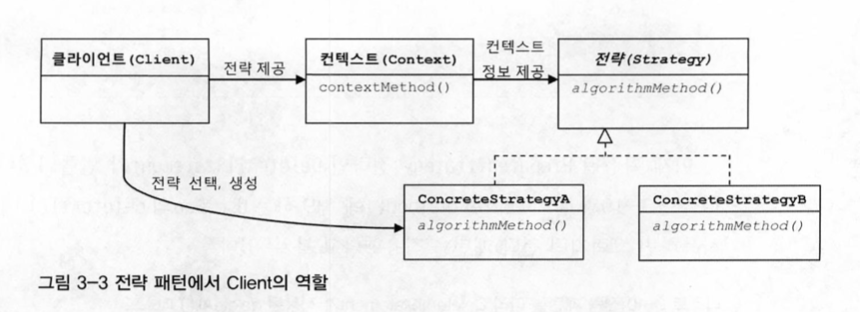 클라이언트(Client)
전략 제공
컨텍스트(Context)
contextMethod()
컨텍스트
정보 제공
전략(Strategy)
algorithmMethod()
전략 선택, 생성
ConcreteStrategyA
algorithmMethod()
ConcreteStrategyB
algorithmMethod()
그림 3-3 전략 패턴에서 Client의 역할